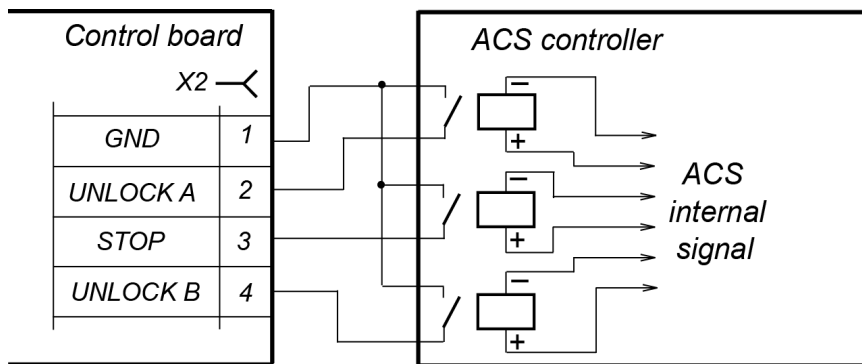 Control board
X2
GND 1
UNLOCK A 2
STOP 3
UNLOCK B 4
ACS controller
−
+
−
+
−
+
ACS
internal
signal